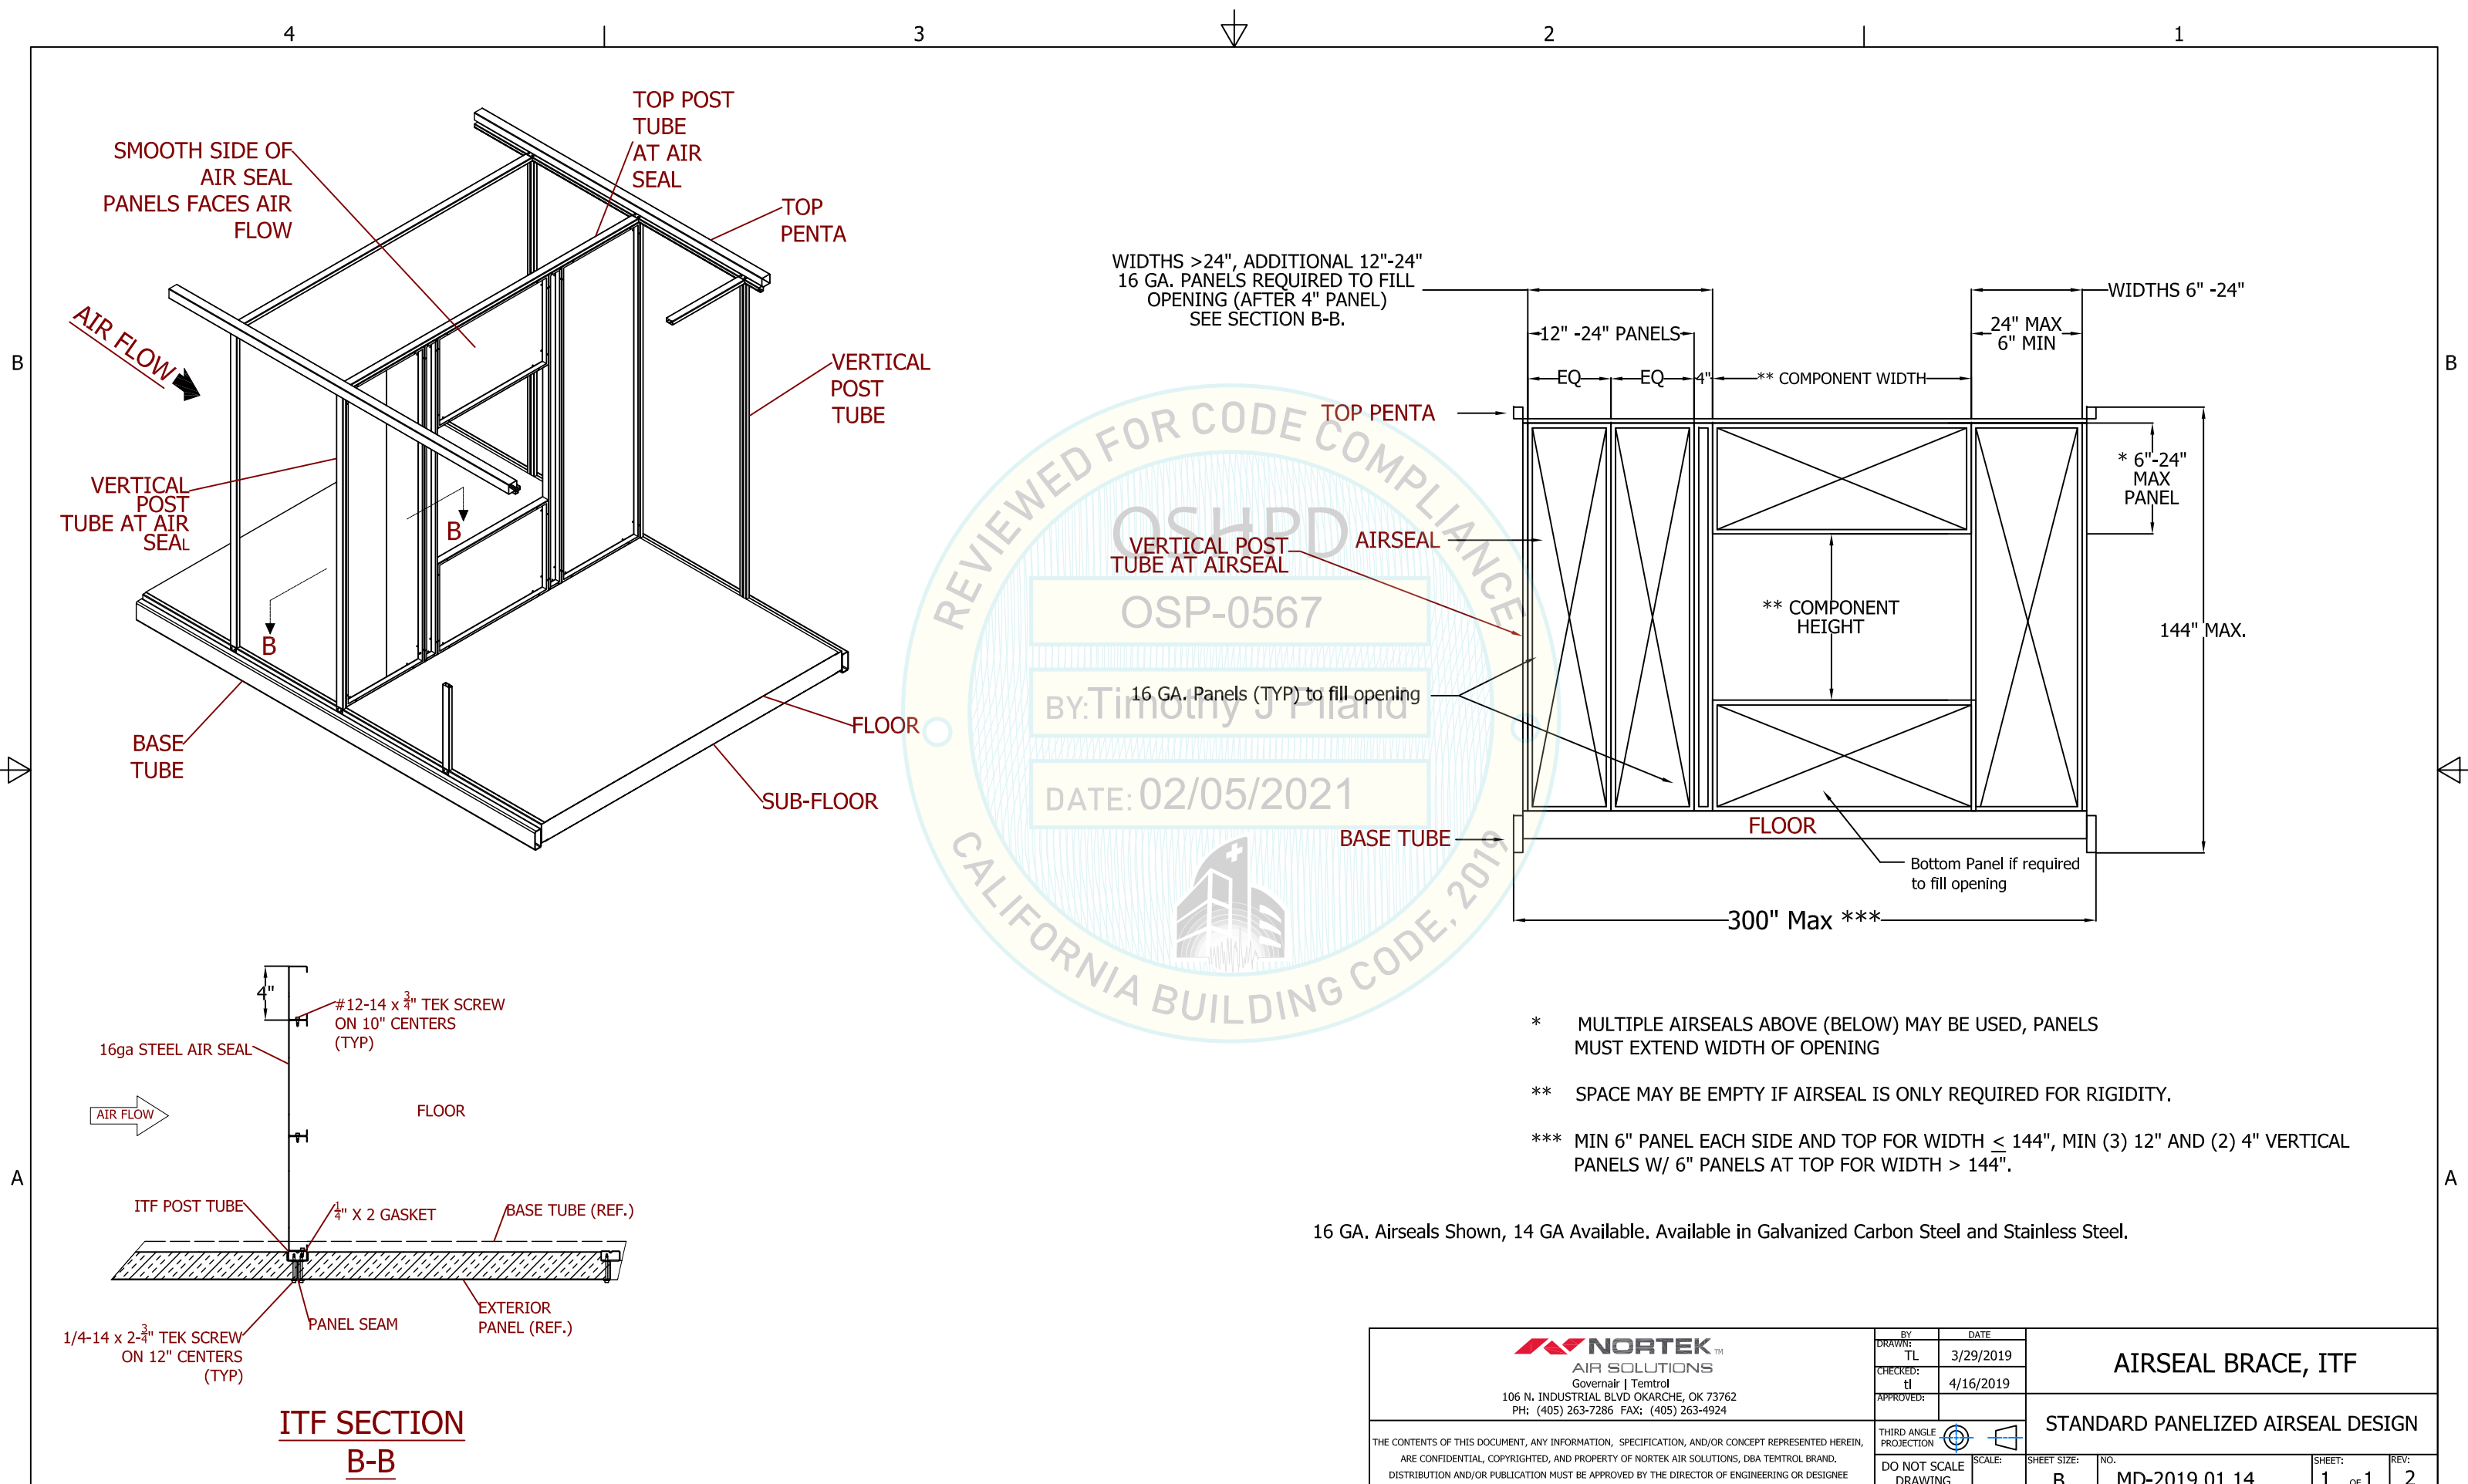 4
3
2
1
B
B
A
A
SMOOTH SIDE OF
AIR SEAL
PANELS FACES AIR
FLOW
TOP POST
TUBE
AT AIR
SEAL
TOP
PENTA
AIR FLOW
VERTICAL
POST
TUBE
VERTICAL
POST
TUBE AT AIR
SEAL
B
B
BASE
TUBE
FLOOR
SUB-FLOOR
WIDTHS >24", ADDITIONAL 12"-24"
16 GA. PANELS REQUIRED TO FILL
OPENING (AFTER 4" PANEL)
SEE SECTION B-B.
WIDTHS 6" -24"
12" -24" PANELS
24" MAX
6" MIN
EQ
EQ
4"
** COMPONENT WIDTH
TOP PENTA
* 6"-24"
MAX
PANEL
AIRSEAL
VERTICAL POST
TUBE AT AIRSEAL
** COMPONENT
HEIGHT
144" MAX.
16 GA. Panels (TYP) to fill opening
BASE TUBE
FLOOR
Bottom Panel if required
to fill opening
300" Max ***
REVIEWED FOR CODE COMPLIANCE
OSHPD
OSP-0567
BY: Timothy J Piland
DATE: 02/05/2021
CALIFORNIA BUILDING CODE, 2019
4"
#12-14 x 3/4" TEK SCREW
ON 10" CENTERS
(TYP)
16ga STEEL AIR SEAL
AIR FLOW
FLOOR
ITF POST TUBE
1/4" X 2 GASKET
BASE TUBE (REF.)
1/4-14 x 2-3/4" TEK SCREW
ON 12" CENTERS
(TYP)
PANEL SEAM
EXTERIOR
PANEL (REF.)
ITF SECTION
B-B
* MULTIPLE AIRSEALS ABOVE (BELOW) MAY BE USED, PANELS
MUST EXTEND WIDTH OF OPENING
** SPACE MAY BE EMPTY IF AIRSEAL IS ONLY REQUIRED FOR RIGIDITY.
*** MIN 6" PANEL EACH SIDE AND TOP FOR WIDTH ≤ 144", MIN (3) 12" AND (2) 4" VERTICAL
PANELS W/ 6" PANELS AT TOP FOR WIDTH > 144".
16 GA. Airseals Shown, 14 GA Available. Available in Galvanized Carbon Steel and Stainless Steel.
NORTEK TM
AIR SOLUTIONS
Governair | Temtrol
106 N. INDUSTRIAL BLVD OKARCHE, OK 73762
PH: (405) 263-7286 FAX: (405) 263-4924
THE CONTENTS OF THIS DOCUMENT, ANY INFORMATION, SPECIFICATION, AND/OR CONCEPT REPRESENTED HEREIN,
ARE CONFIDENTIAL, COPYRIGHTED, AND PROPERTY OF NORTEK AIR SOLUTIONS, DBA TEMTROL BRAND.
DISTRIBUTION AND/OR PUBLICATION MUST BE APPROVED BY THE DIRECTOR OF ENGINEERING OR DESIGNEE
BY DATE
DRAWN: TL 3/29/2019
CHECKED: tl 4/16/2019
APPROVED:
THIRD ANGLE
PROJECTION
DO NOT SCALE
DRAWING
SCALE:
AIRSEAL BRACE, ITF
STANDARD PANELIZED AIRSEAL DESIGN
SHEET SIZE: B
NO. MD-2019.01.14
SHEET: 1 OF 1
REV: 2